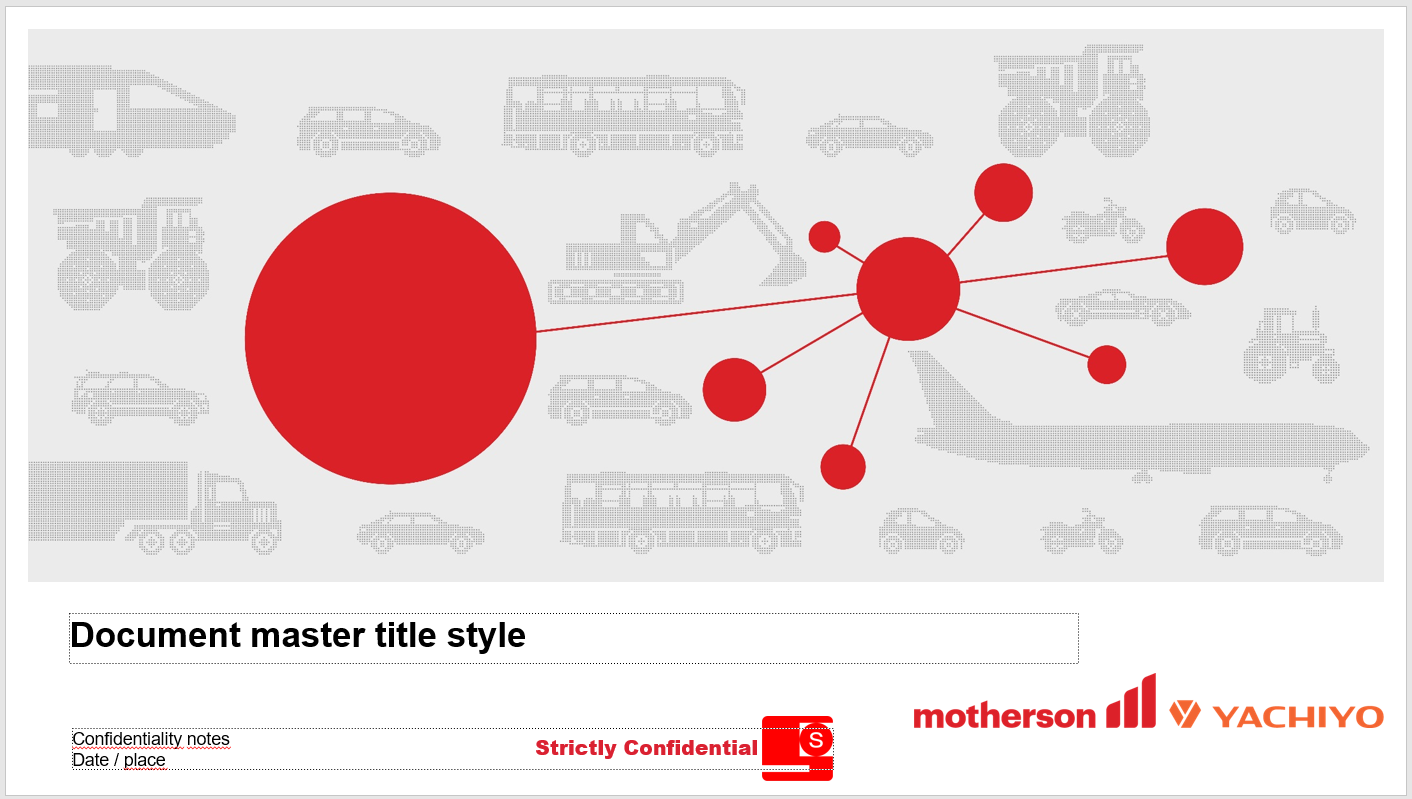 Document master title style
motherson YACHIYO
Confidentiality notes
Strictly Confidential S
Date / place